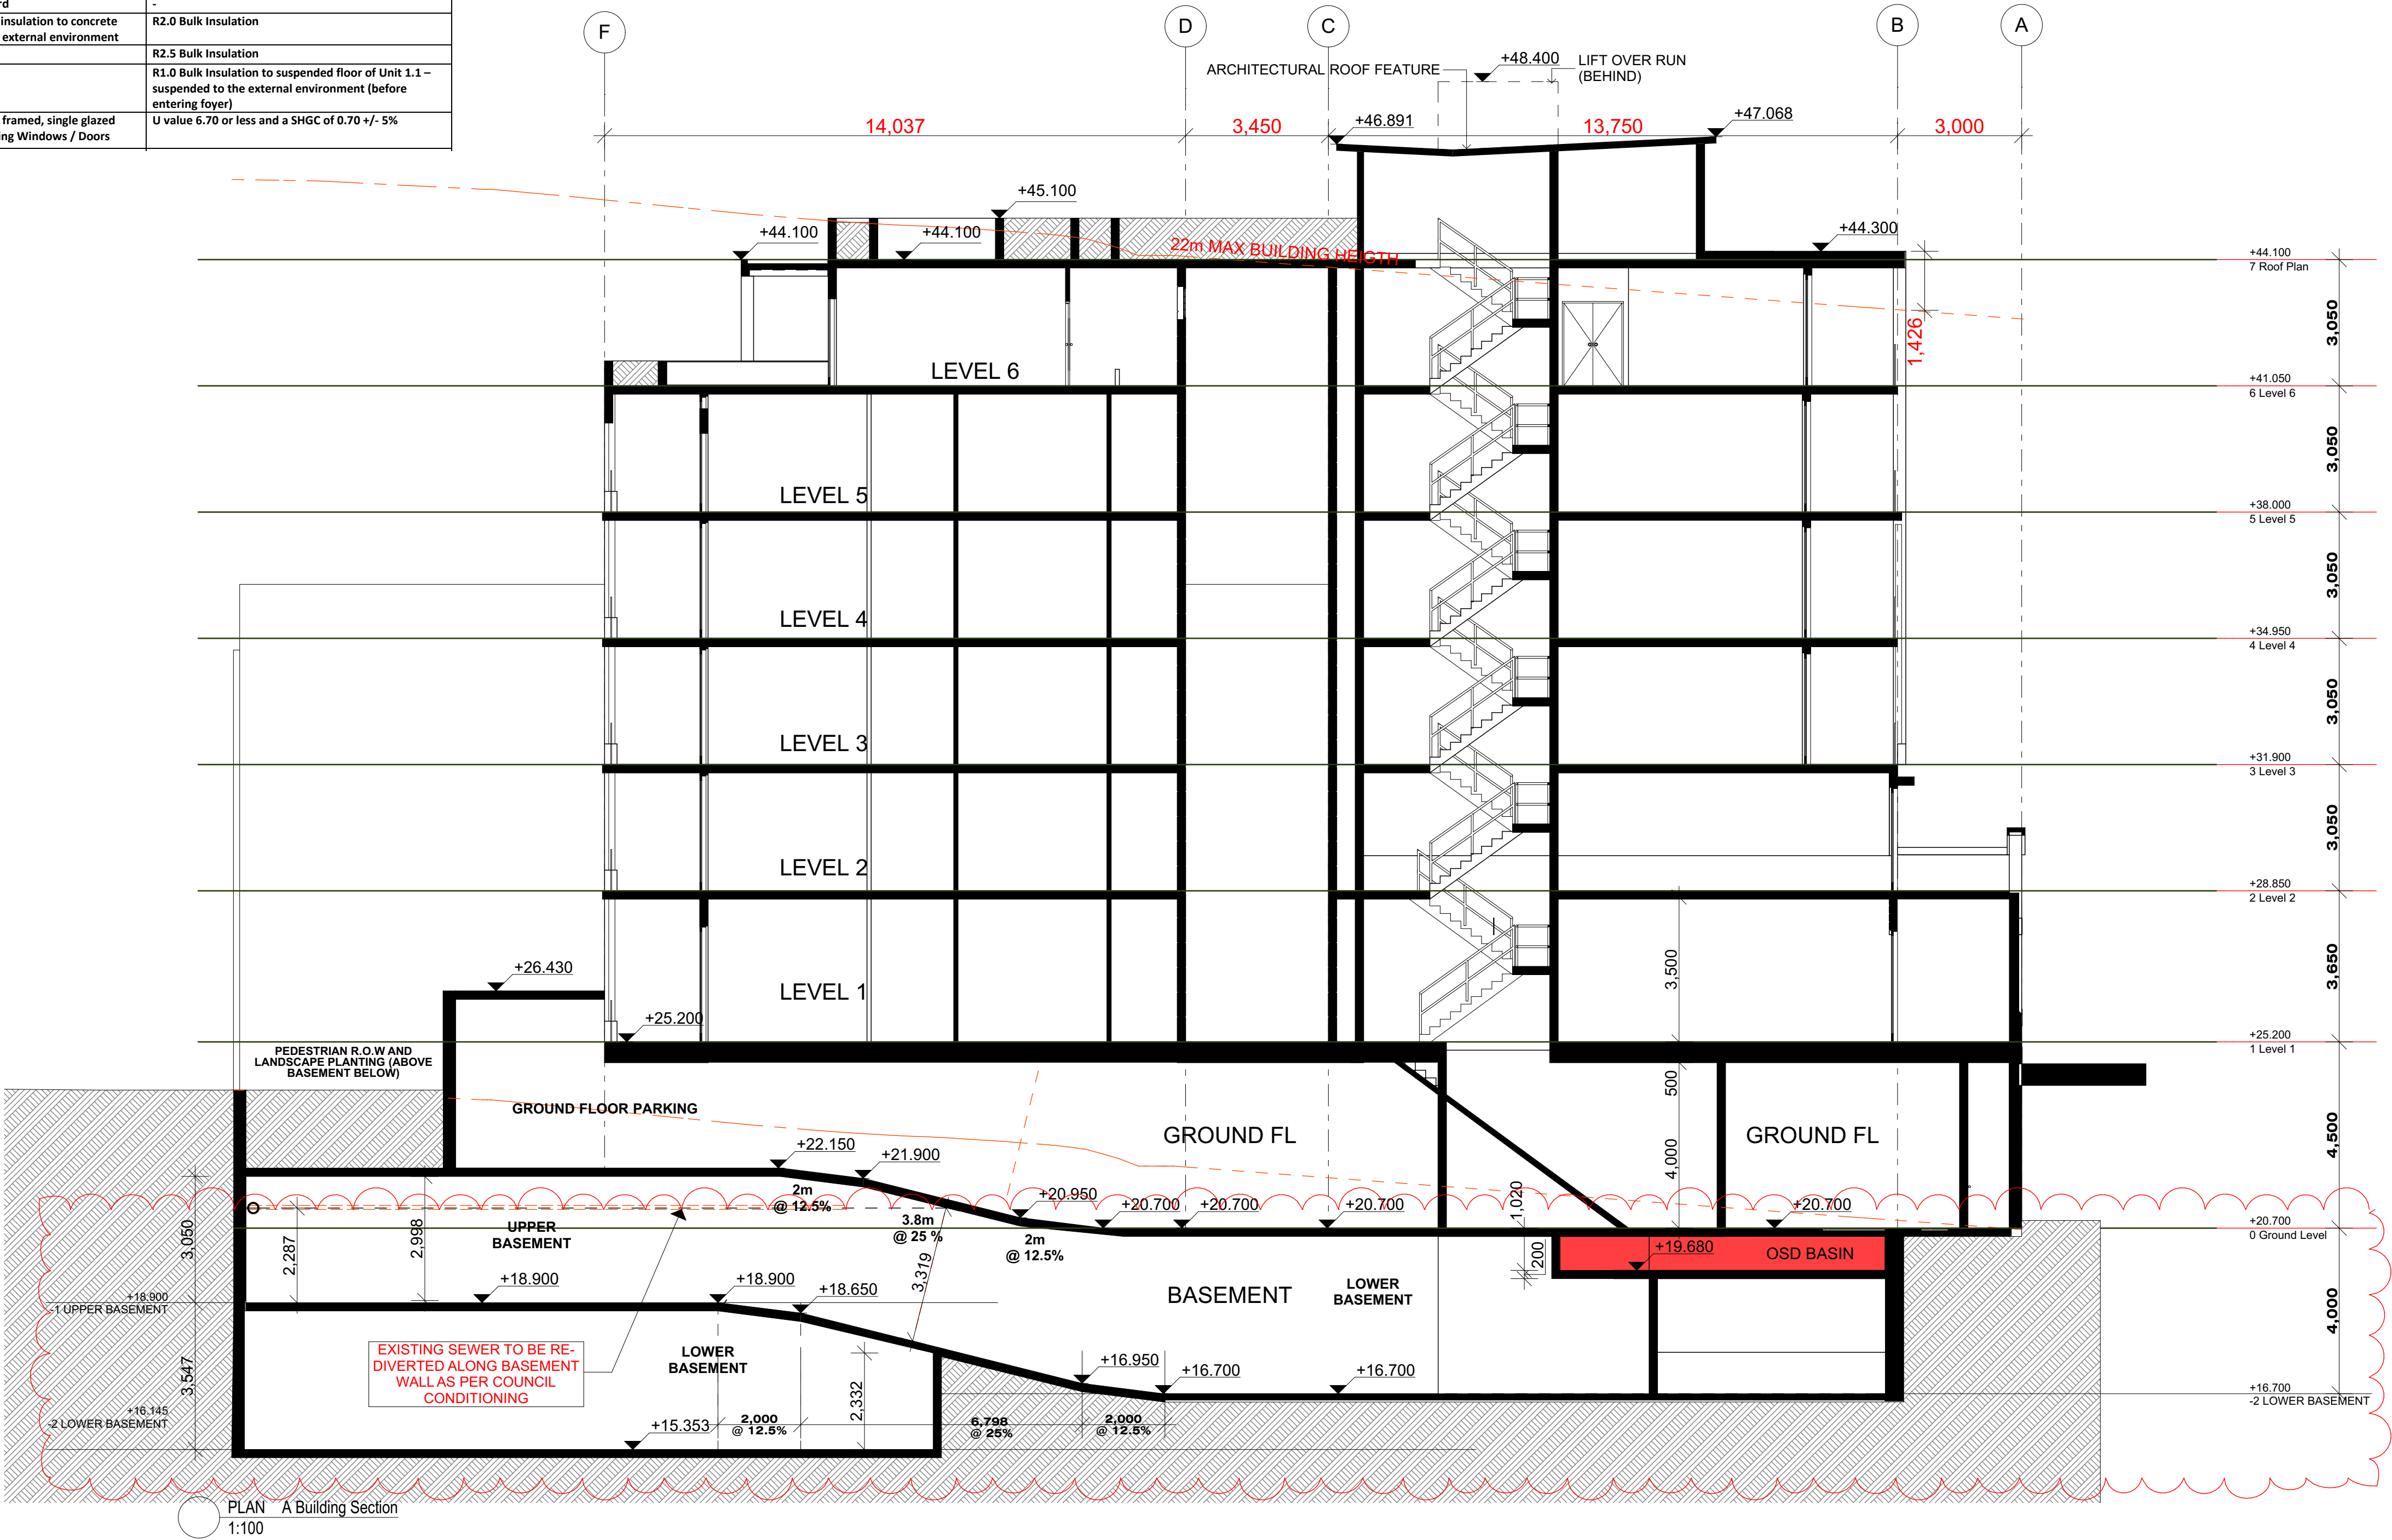 rd
-
insulation to concrete
external environment
R2.0 Bulk Insulation
R2.5 Bulk Insulation
R1.0 Bulk Insulation to suspended floor of Unit 1.1 –
suspended to the external environment (before
entering foyer)
framed, single glazed
ing Windows / Doors
U value 6.70 or less and a SHGC of 0.70 +/- 5%
F
D
C
B
A
ARCHITECTURAL ROOF FEATURE
+48.400
LIFT OVER RUN
(BEHIND)
14,037
3,450
+46.891
13,750
+47.068
3,000
+45.100
+44.100
+44.100
22m MAX BUILDING HEIGTH
+44.300
+44.100
7 Roof Plan
3,050
1,426
LEVEL 6
+41.050
6 Level 6
3,050
LEVEL 5
+38.000
5 Level 5
3,050
LEVEL 4
+34.950
4 Level 4
3,050
LEVEL 3
+31.900
3 Level 3
3,050
LEVEL 2
+28.850
2 Level 2
3,650
3,500
+26.430
LEVEL 1
+25.200
+25.200
1 Level 1
PEDESTRIAN R.O.W AND
LANDSCAPE PLANTING (ABOVE
BASEMENT BELOW)
500
GROUND FLOOR PARKING
GROUND FL
GROUND FL
4,500
4,000
+22.150
+21.900
2m
@ 12.5%
+20.950
+20.700
+20.700
+20.700
1,020
+20.700
3.8m
@ 25 %
2m
@ 12.5%
+20.700
0 Ground Level
3,050
2,287
2,998
UPPER
BASEMENT
3,319
200
+19.680
OSD BASIN
+18.900
-1 UPPER BASEMENT
+18.900
+18.900
+18.650
BASEMENT
LOWER
BASEMENT
4,000
EXISTING SEWER TO BE RE-
DIVERTED ALONG BASEMENT
WALL AS PER COUNCIL
CONDITIONING
LOWER
BASEMENT
3,547
2,332
+16.950
+16.700
+16.700
+16.700
-2 LOWER BASEMENT
+16.145
-2 LOWER BASEMENT
+15.353
2,000
@ 12.5%
6,798
@ 25%
2,000
@ 12.5%
PLAN A Building Section
1:100